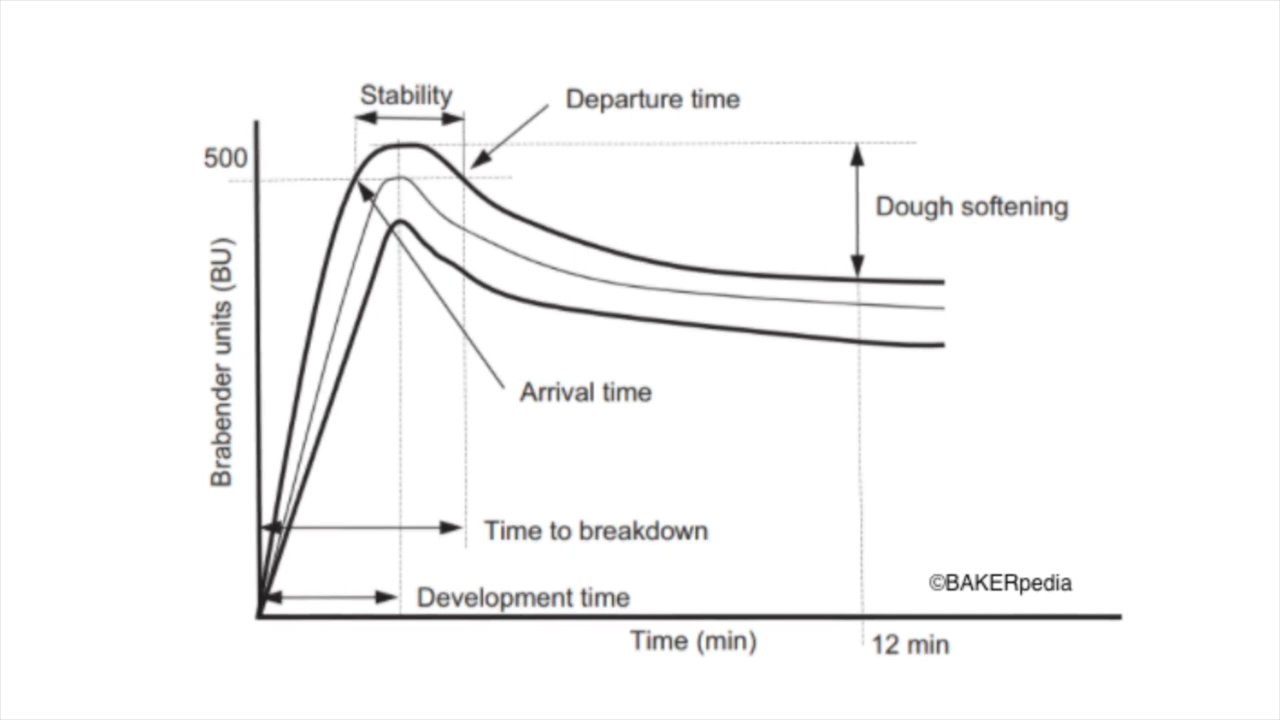 Stability
Departure time
500
Dough softening
Brabender units (BU)
Arrival time
Time to breakdown
©BAKERpedia
Development time
Time (min)
12 min